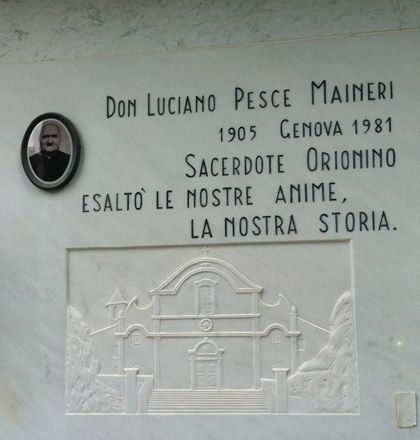 DON LUCIANO PESCE MAINERI
1905 GENOVA 1981
SACERDOTE ORIONINO
ESALTÒ LE NOSTRE ANIME,
LA NOSTRA STORIA.